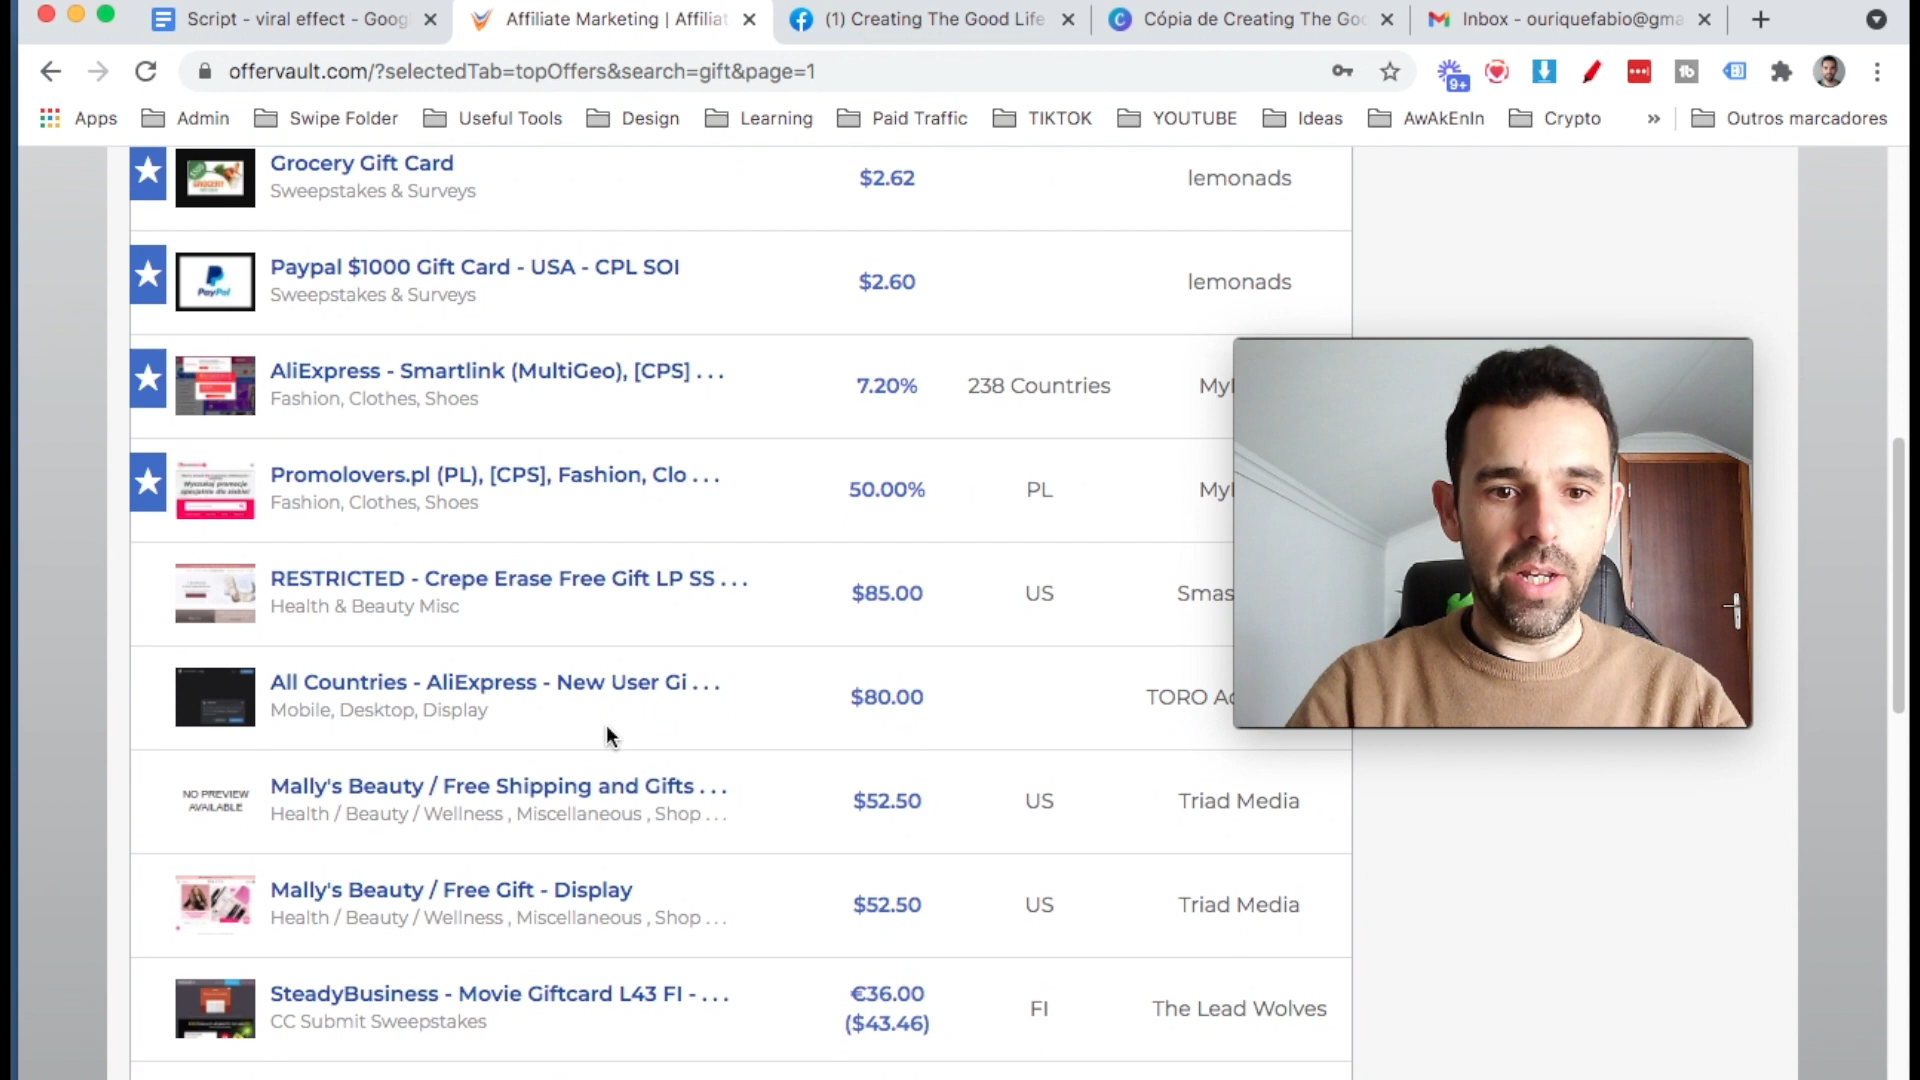 Script - viral effect - Goog
Affiliate Marketing | Affiliat
(1) Creating The Good Life
Cópia de Creating The Goo
Inbox - ouriquefabio@gma
offervault.com/?selectedTab=topOffers&search=gift&page=1
9+
Apps
Admin
Swipe Folder
Useful Tools
Design
Learning
Paid Traffic
TIKTOK
YOUTUBE
Ideas
AwAkEnIn
Crypto
»
Outros marcadores
Grocery Gift Card
Sweepstakes & Surveys
$2.62
lemonads
PayPal
Paypal $1000 Gift Card - USA - CPL SOI
Sweepstakes & Surveys
$2.60
lemonads
AliExpress - Smartlink (MultiGeo), [CPS] . . .
Fashion, Clothes, Shoes
7.20%
238 Countries
Promolovers.pl (PL), [CPS], Fashion, Clo . . .
Fashion, Clothes, Shoes
50.00%
PL
RESTRICTED - Crepe Erase Free Gift LP SS . . .
Health & Beauty Misc
$85.00
US
Smas
All Countries - AliExpress - New User Gi . . .
Mobile, Desktop, Display
$80.00
TORO
NO PREVIEW
AVAILABLE
Mally's Beauty / Free Shipping and Gifts . . .
Health / Beauty / Wellness , Miscellaneous , Shop . . .
$52.50
US
Triad Media
Mally's Beauty / Free Gift - Display
Health / Beauty / Wellness , Miscellaneous , Shop . . .
$52.50
US
Triad Media
SteadyBusiness - Movie Giftcard L43 FI - . . .
CC Submit Sweepstakes
€36.00
($43.46)
FI
The Lead Wolves